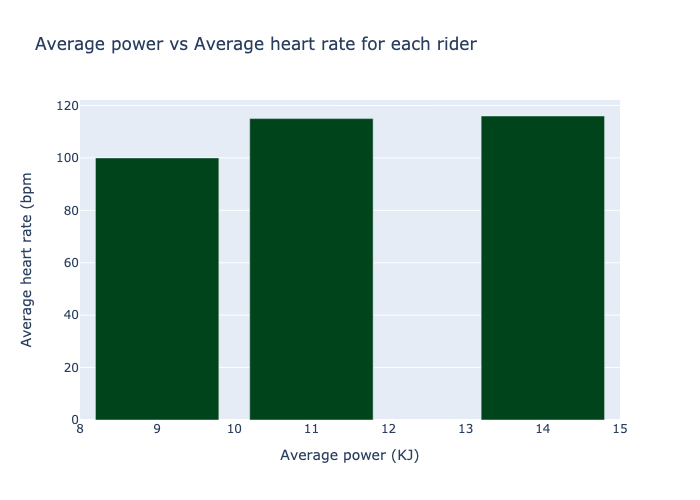 Average power vs Average heart rate for each rider
120
100
80
60
40
20
0
Average heart rate (bpm
8 9 10 11 12 13 14 15
Average power (KJ)